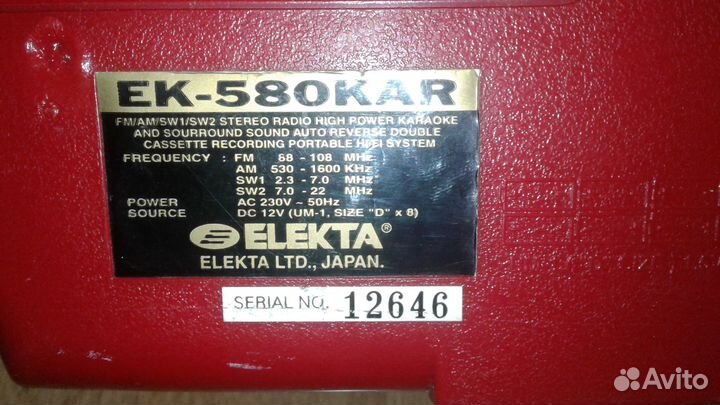 EK-580KAR
FM/AM/SW1/SW2 STEREO RADIO HIGH POWER KARAOKE
AND SOURROUND SOUND AUTO REVERSE DOUBLE
CASSETTE RECORDING PORTABLE HI-FI SYSTEM
FREQUENCY : FM 88 - 108 MHz
AM 530 - 1600 KHz
SW1 2.3 - 7.0 MHz
SW2 7.0 - 22 MHz
POWER SOURCE : AC 230V ~ 50Hz
DC 12V (UM-1, SIZE "D" x 8)
ELEKTA®
ELEKTA LTD., JAPAN.
SERIAL NO. 12646
Avito